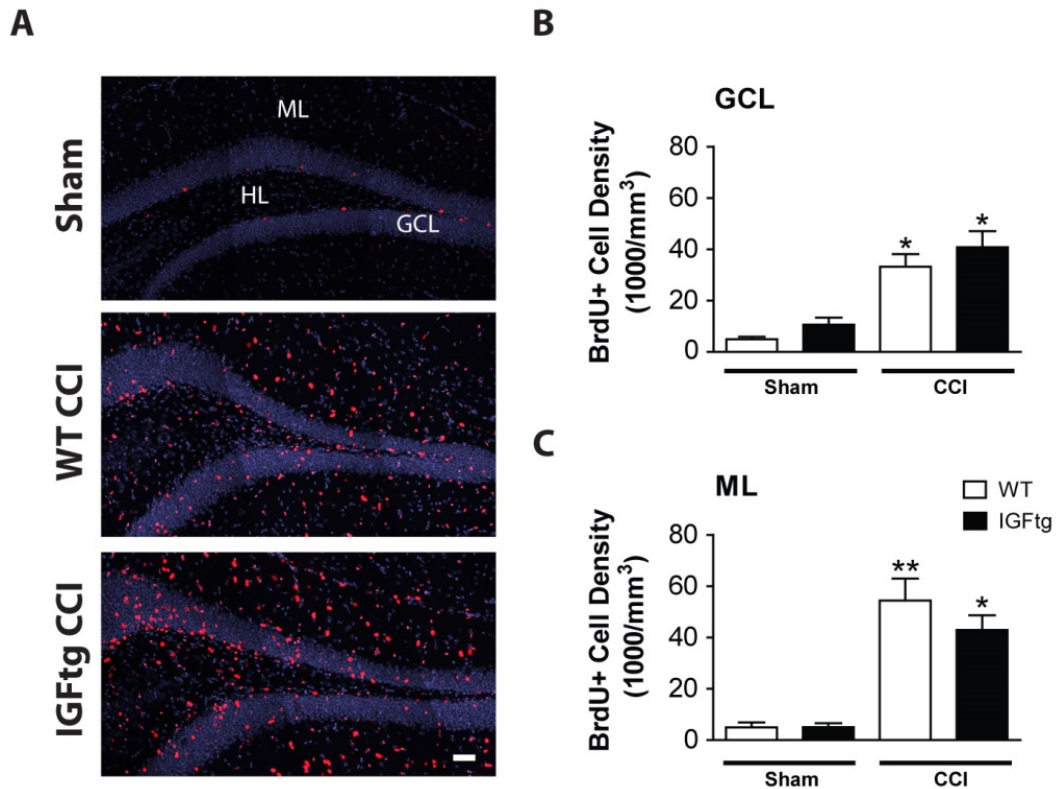 A
Sham
ML
HL
GCL
WT CCI
IGFtg CCI
B
GCL
BrdU+ Cell Density
(1000/mm³)
80
60
40
20
0
*
*
Sham
CCI
C
ML
WT
IGFtg
BrdU+ Cell Density
(1000/mm³)
80
60
40
20
0
**
*
Sham
CCI